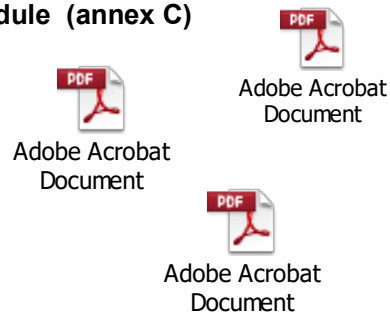 dule (annex C)
PDF
Adobe Acrobat
Document
PDF
Adobe Acrobat
Document
PDF
Adobe Acrobat
Document